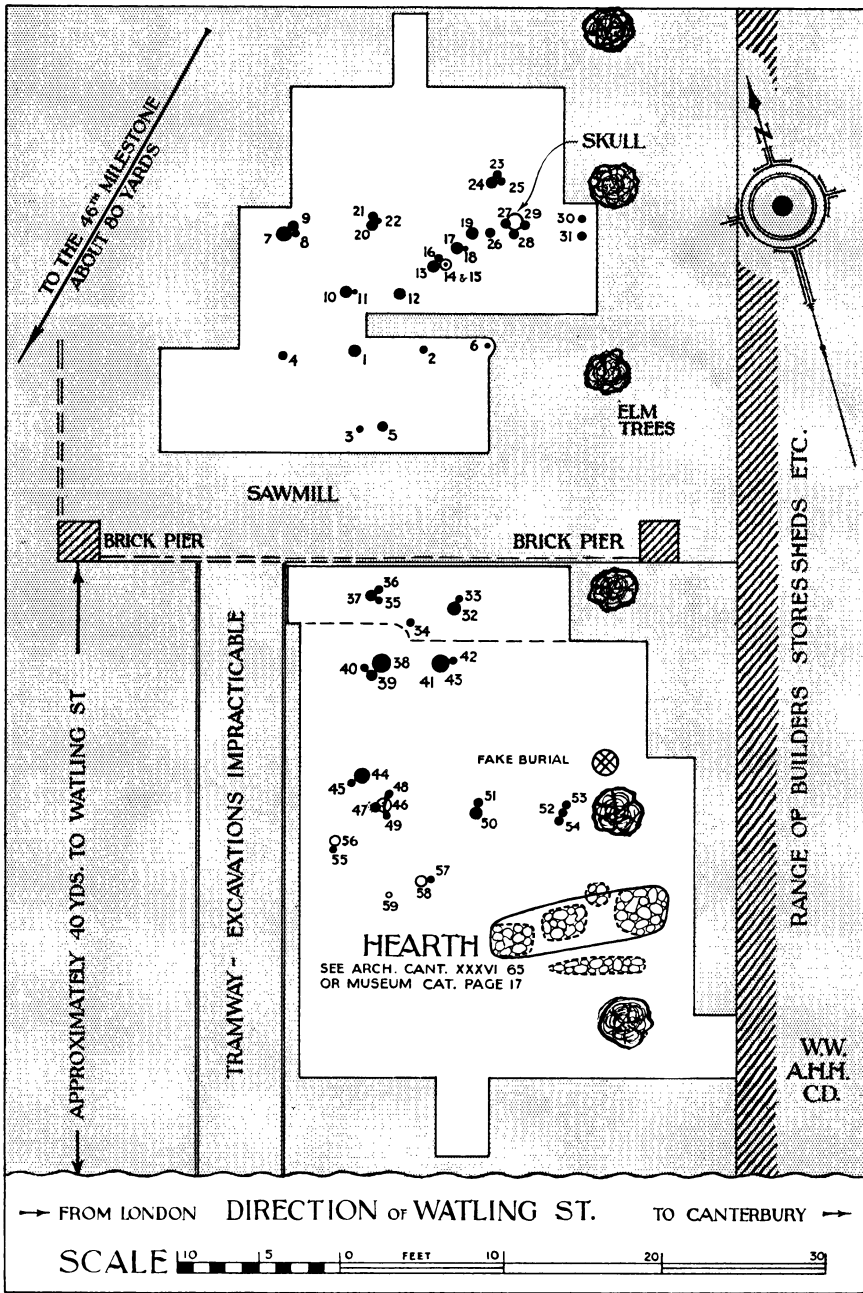 TO THE 46TH MILESTONE
ABOUT 80 YARDS
SKULL
N
23
24
25
21
22
20
9
7
8
27
29
19
26
28
30
31
17
18
16
13
14 & 15
10
11
12
4
1
2
6
3
5
ELM
TREES
SAWMILL
BRICK PIER
BRICK PIER
RANGE OF BUILDERS STORES SHEDS ETC.
APPROXIMATELY 40 YDS. TO WATLING ST
TRAMWAY - EXCAVATIONS IMPRACTICABLE
36
37
35
33
32
34
40
38
39
42
41
43
FAKE BURIAL
44
45
48
47
46
49
51
50
53
52
54
56
55
57
58
59
HEARTH
SEE ARCH. CANT. XXXVI 65
OR MUSEUM CAT. PAGE 17
W.W.
A.H.H.
C.D.
FROM LONDON DIRECTION OF WATLING ST. TO CANTERBURY
SCALE 10 5 0 FEET 10 20 30